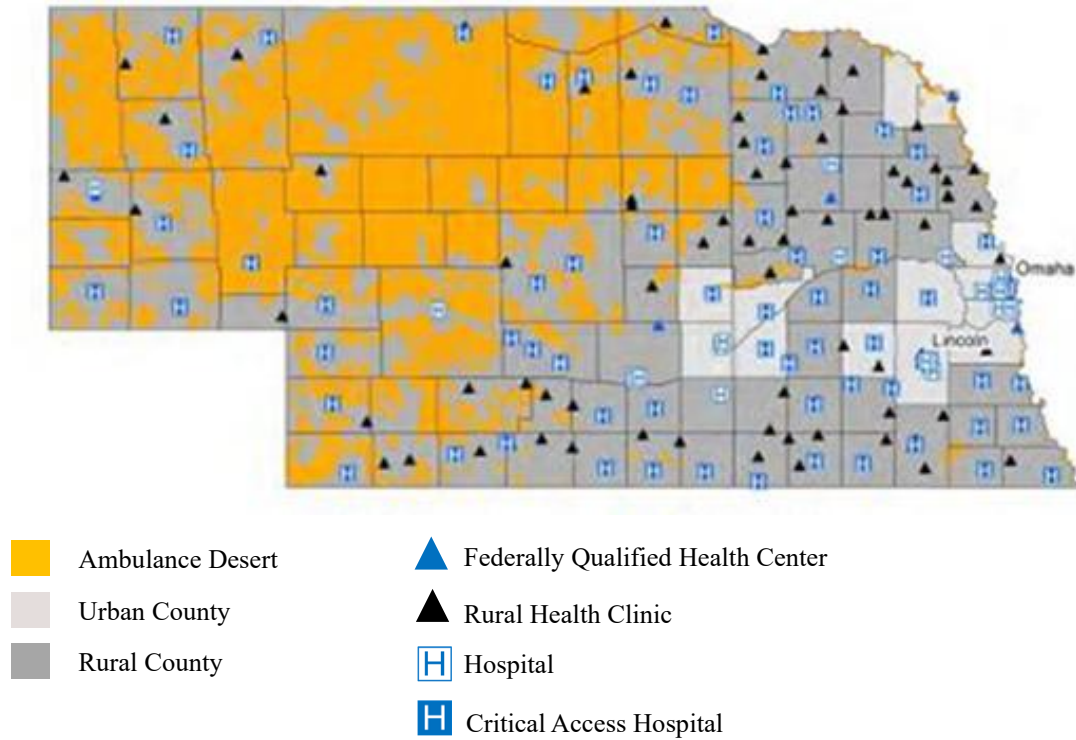 Omaha
Lincoln
Ambulance Desert
Urban County
Rural County
Federally Qualified Health Center
Rural Health Clinic
H Hospital
H Critical Access Hospital